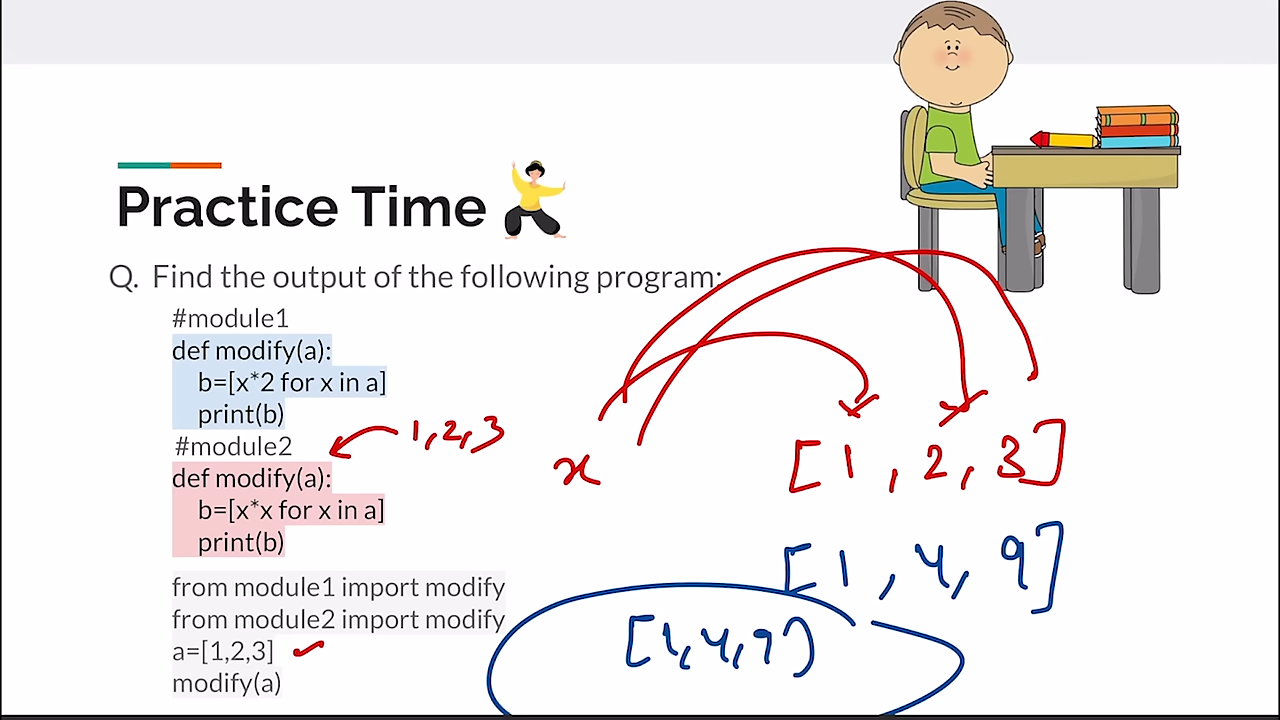 Practice Time
Q. Find the output of the following program:
#module1
def modify(a):
b=[x*2 for x in a]
print(b)
#module2
1,2,3
def modify(a):
b=[x*x for x in a]
print(b)
x
[1, 2, 3]
[1, 4, 9]
from module1 import modify
from module2 import modify
a=[1,2,3]
modify(a)
[1,4,9]